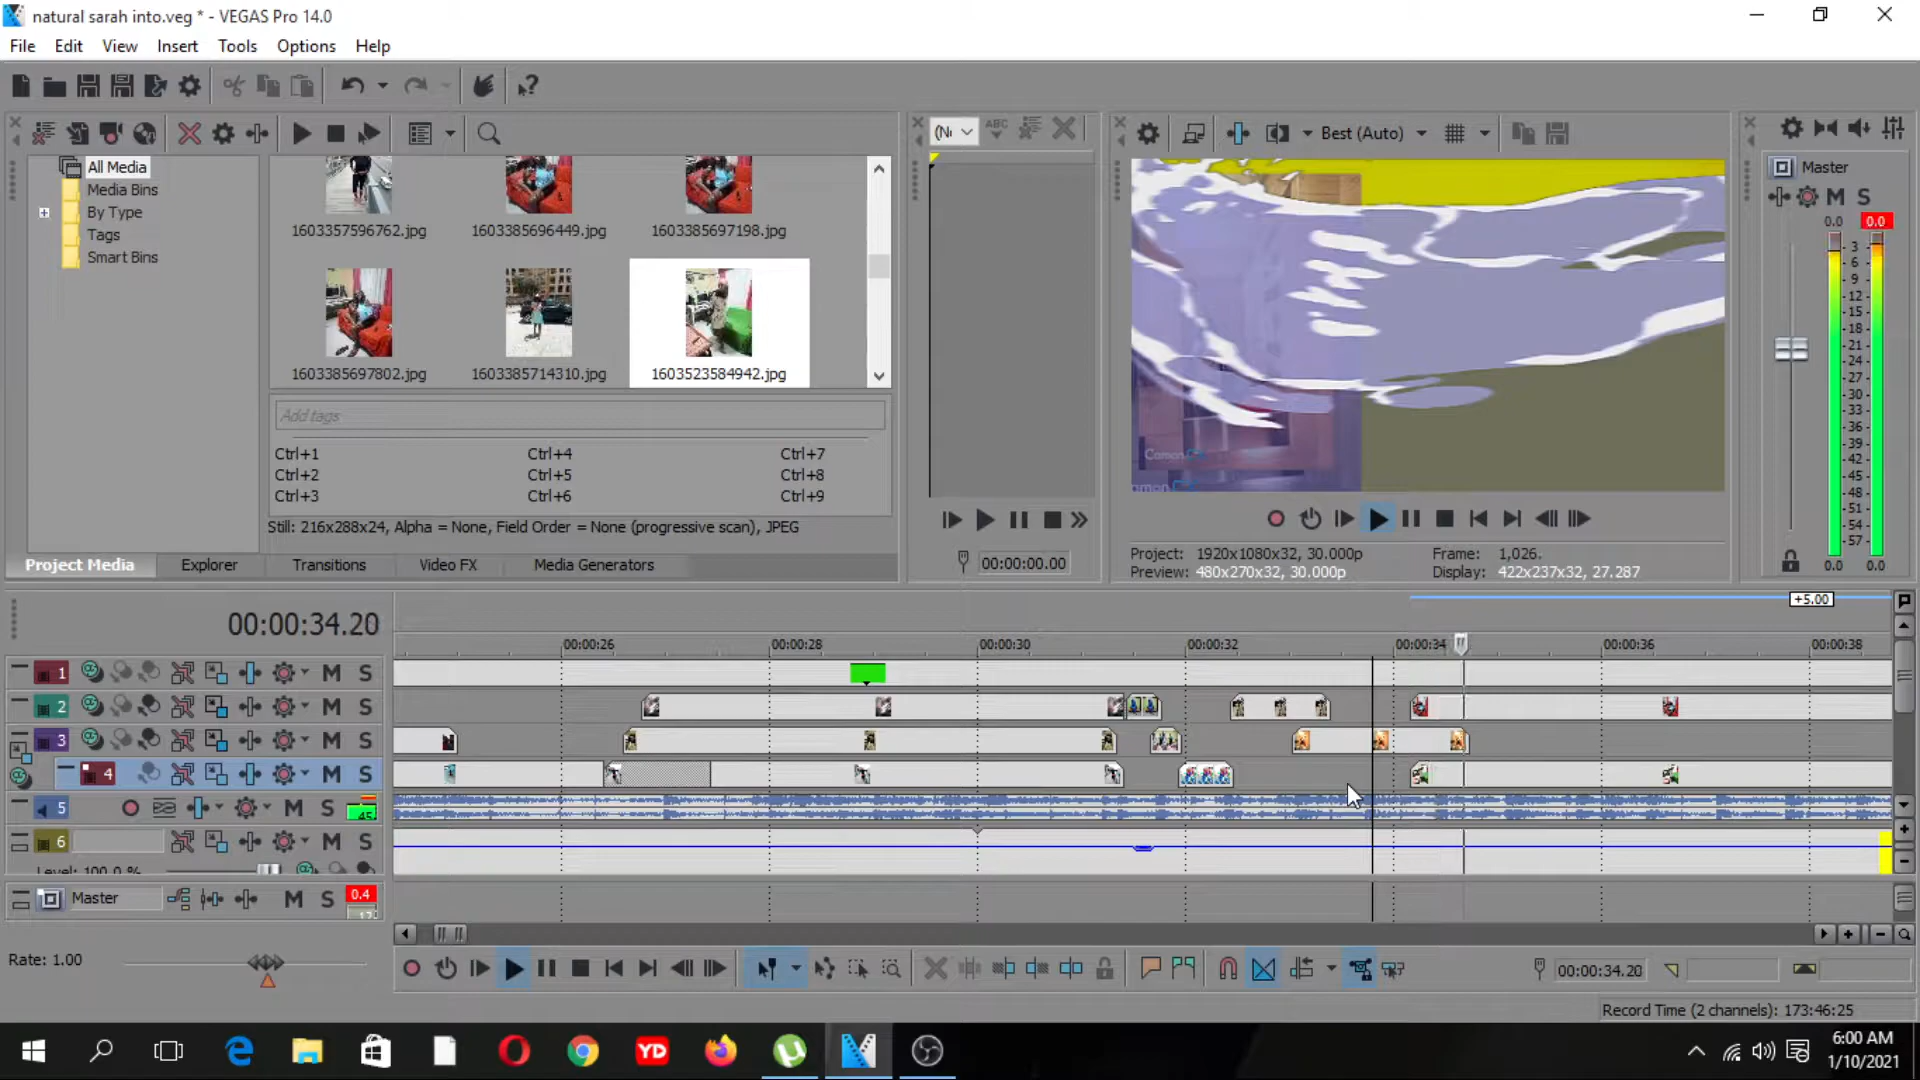 natural sarah into.veg * - VEGAS Pro 14.0
File Edit View Insert Tools Options Help
All Media
Media Bins
By Type
Tags
Smart Bins
1603357596762.jpg 1603385696449.jpg 1603385697198.jpg
1603385697802.jpg 1603385714310.jpg 1603523584942.jpg
Add tags
Ctrl+1 Ctrl+4 Ctrl+7
Ctrl+2 Ctrl+5 Ctrl+8
Ctrl+3 Ctrl+6 Ctrl+9
Still: 216x288x24, Alpha = None, Field Order = None (progressive scan), JPEG
Project Media Explorer Transitions Video FX Media Generators
00:00:00.00
Best (Auto)
Project: 1920x1080x32, 30.000p Frame: 1,026.
Preview: 480x270x32, 30.000p Display: 422x237x32, 27.287
Master
M S
0.0 0.0
3
6
9
12
15
18
21
24
27
30
33
36
39
42
45
48
51
54
57
0.0 0.0
00:00:34.20
+5.00
00:00:26 00:00:28 00:00:30 00:00:32 00:00:34 00:00:36 00:00:38
1 M S
2 M S
3 M S
4 M S
5 M S
6 M S
Level: 100.0 %
Master M S 0.4
Rate: 1.00
00:00:34.20
Record Time (2 channels): 173:46:25
YD
6:00 AM
1/10/2021